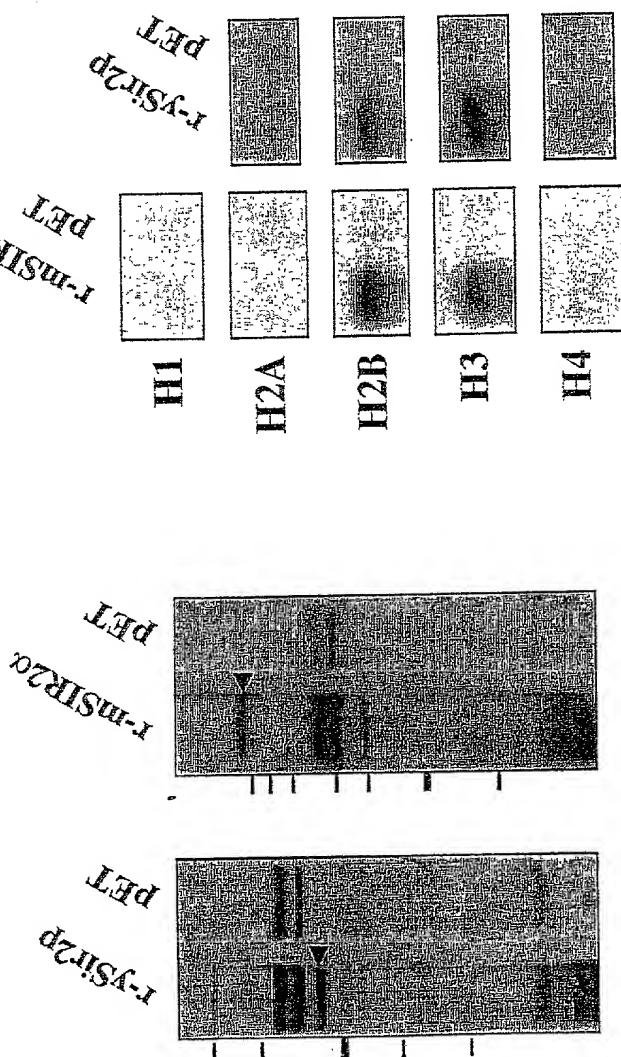 r-ySir2p
pET
r-mSIR
pET
H1
H2A
H2B
H3
H4
r-mSIR2α
pET
r-ySir2p
pET